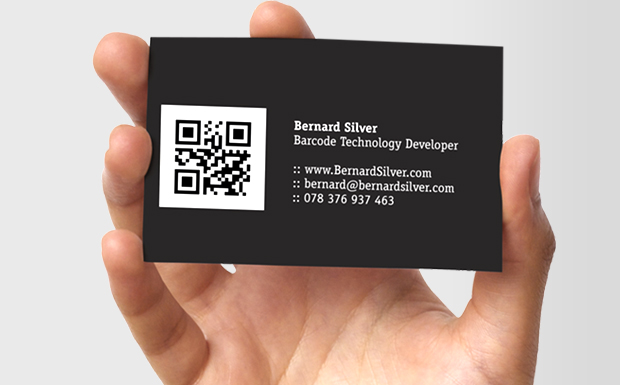 Bernard Silver
Barcode Technology Developer
:: www.BernardSilver.com
:: bernard@bernardsilver.com
:: 078 376 937 463